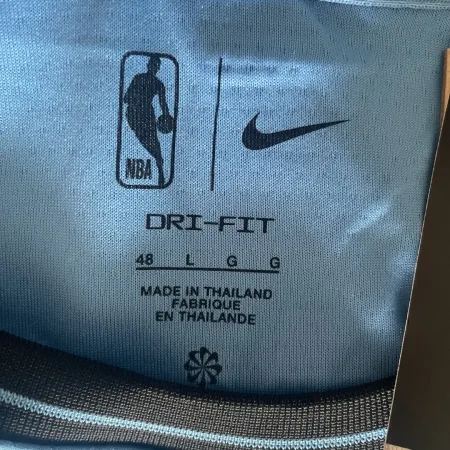 NBA
DRI-FIT
48 L G G
MADE IN THAILAND
FABRIQUE
EN THAILANDE